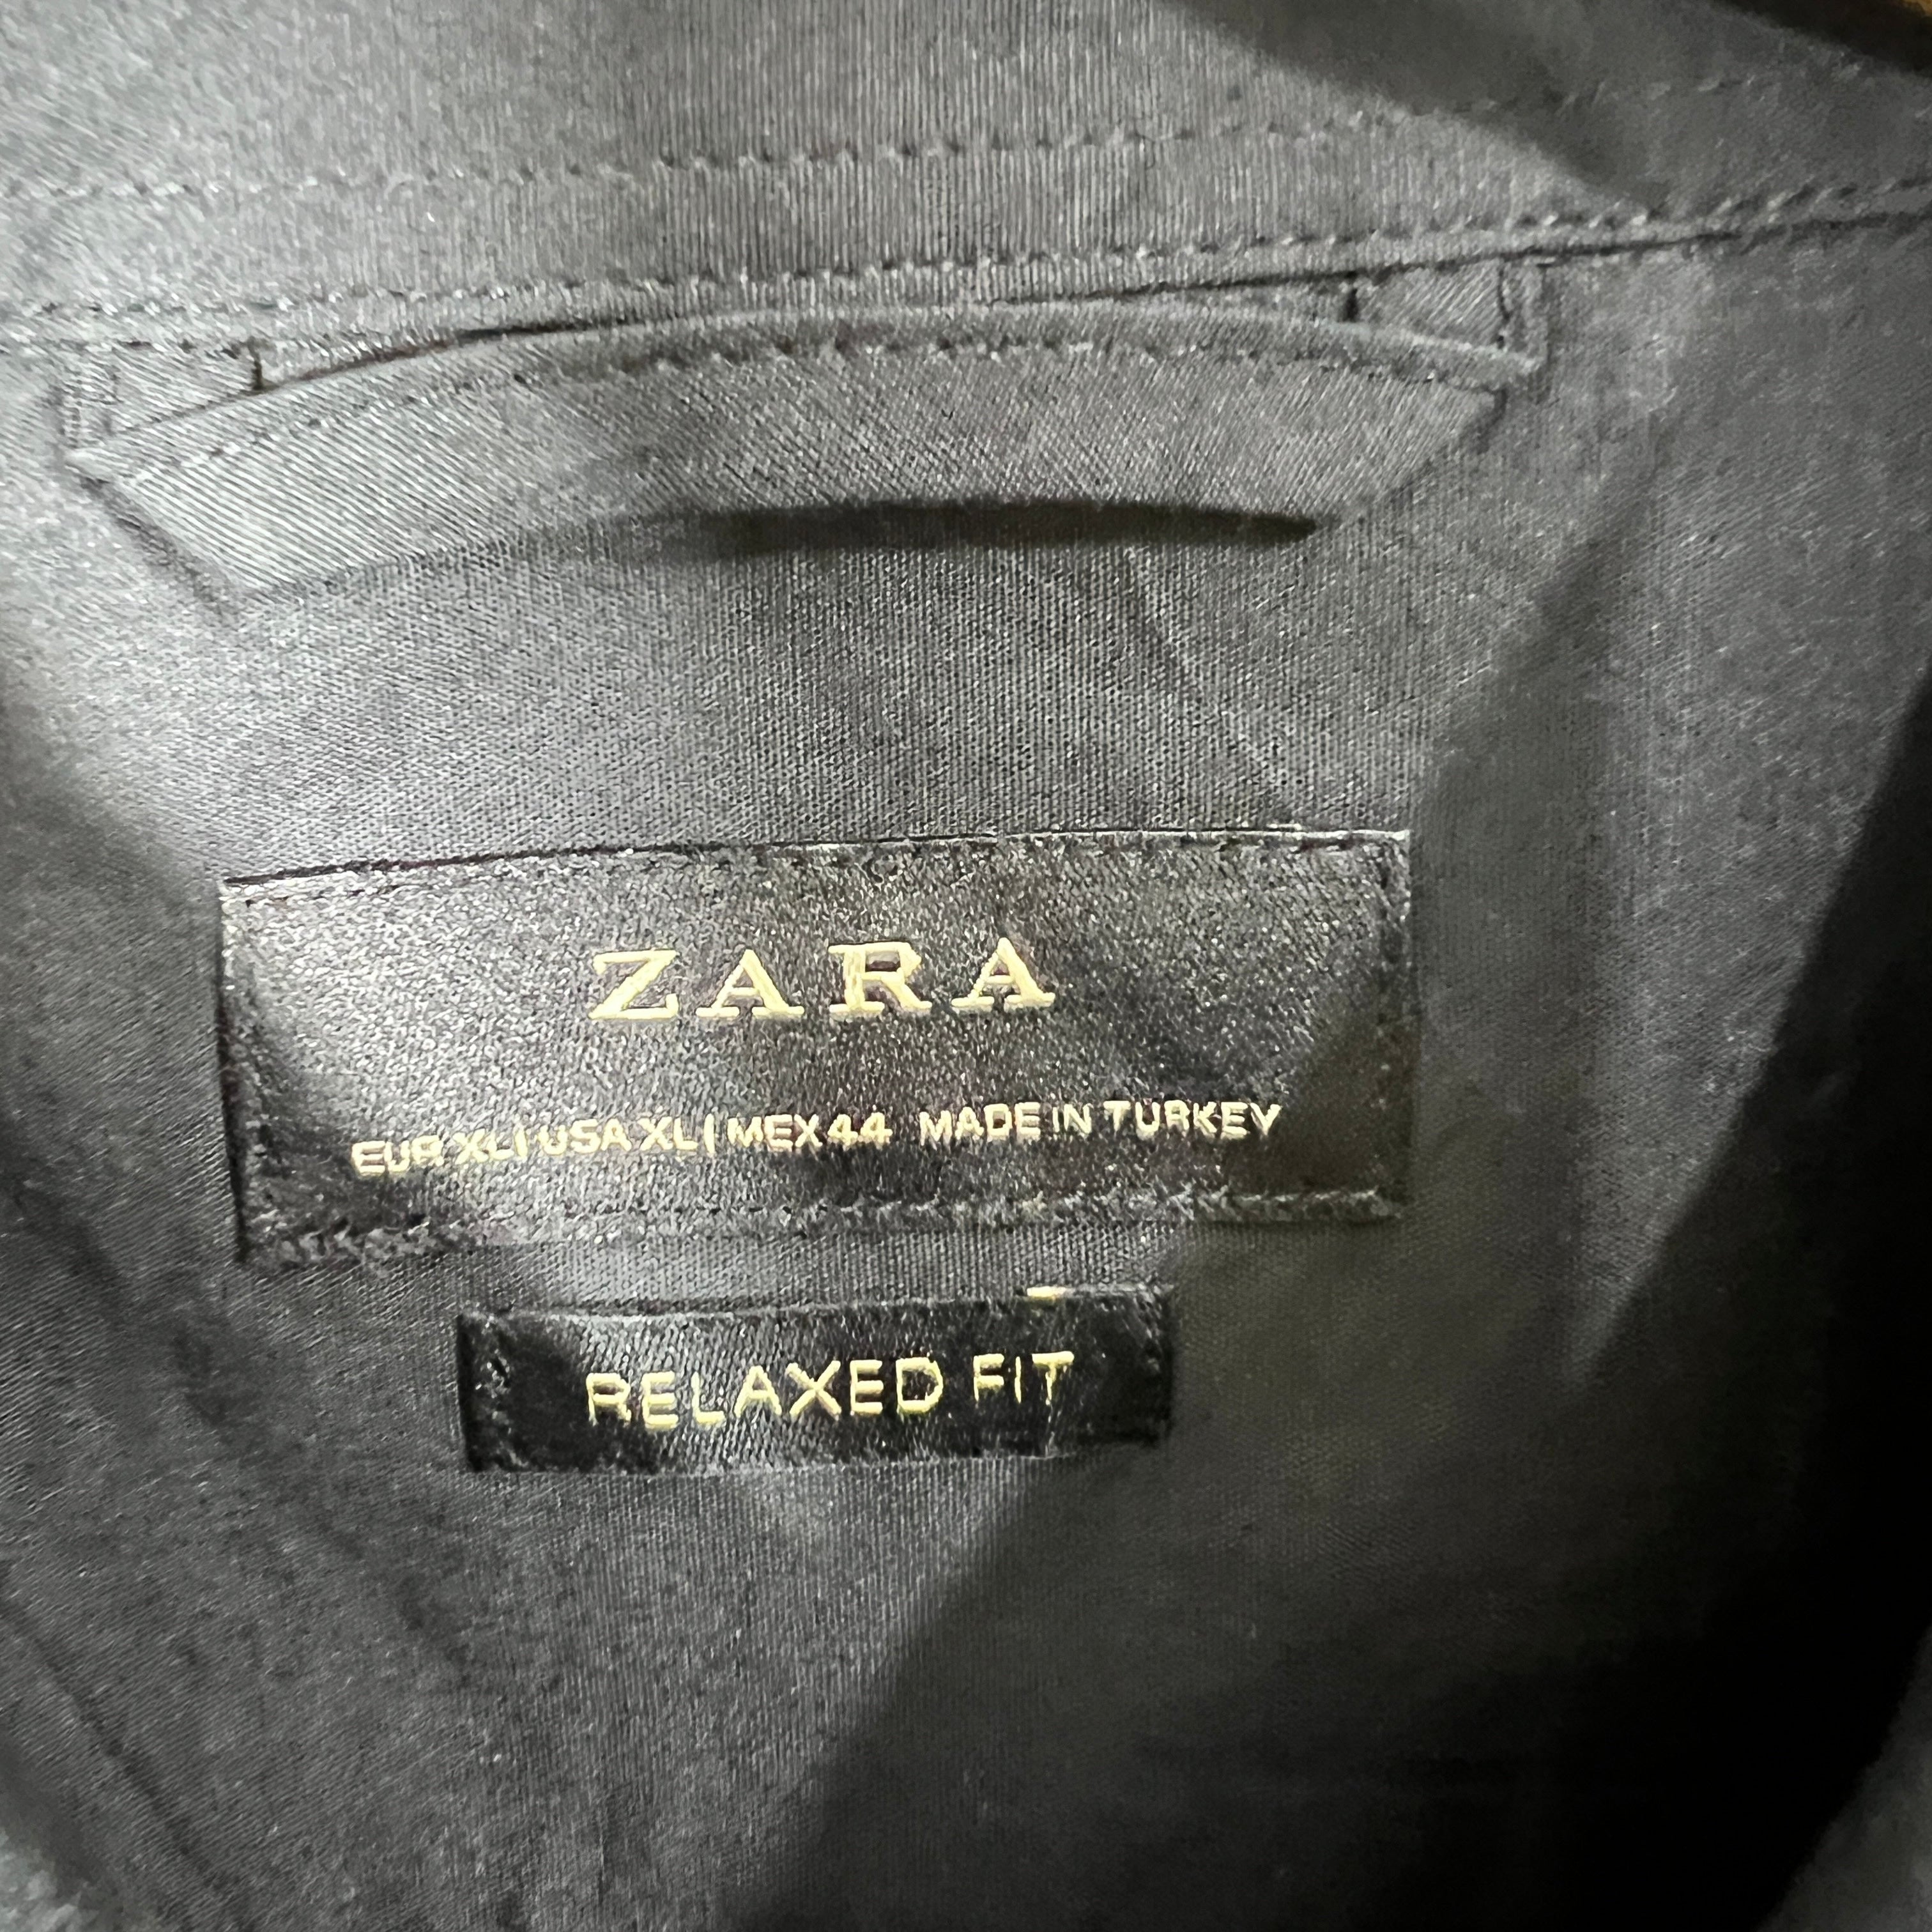 ZARA
EUR XL | USA XL | MEX 44 MADE IN TURKEY
RELAXED FIT